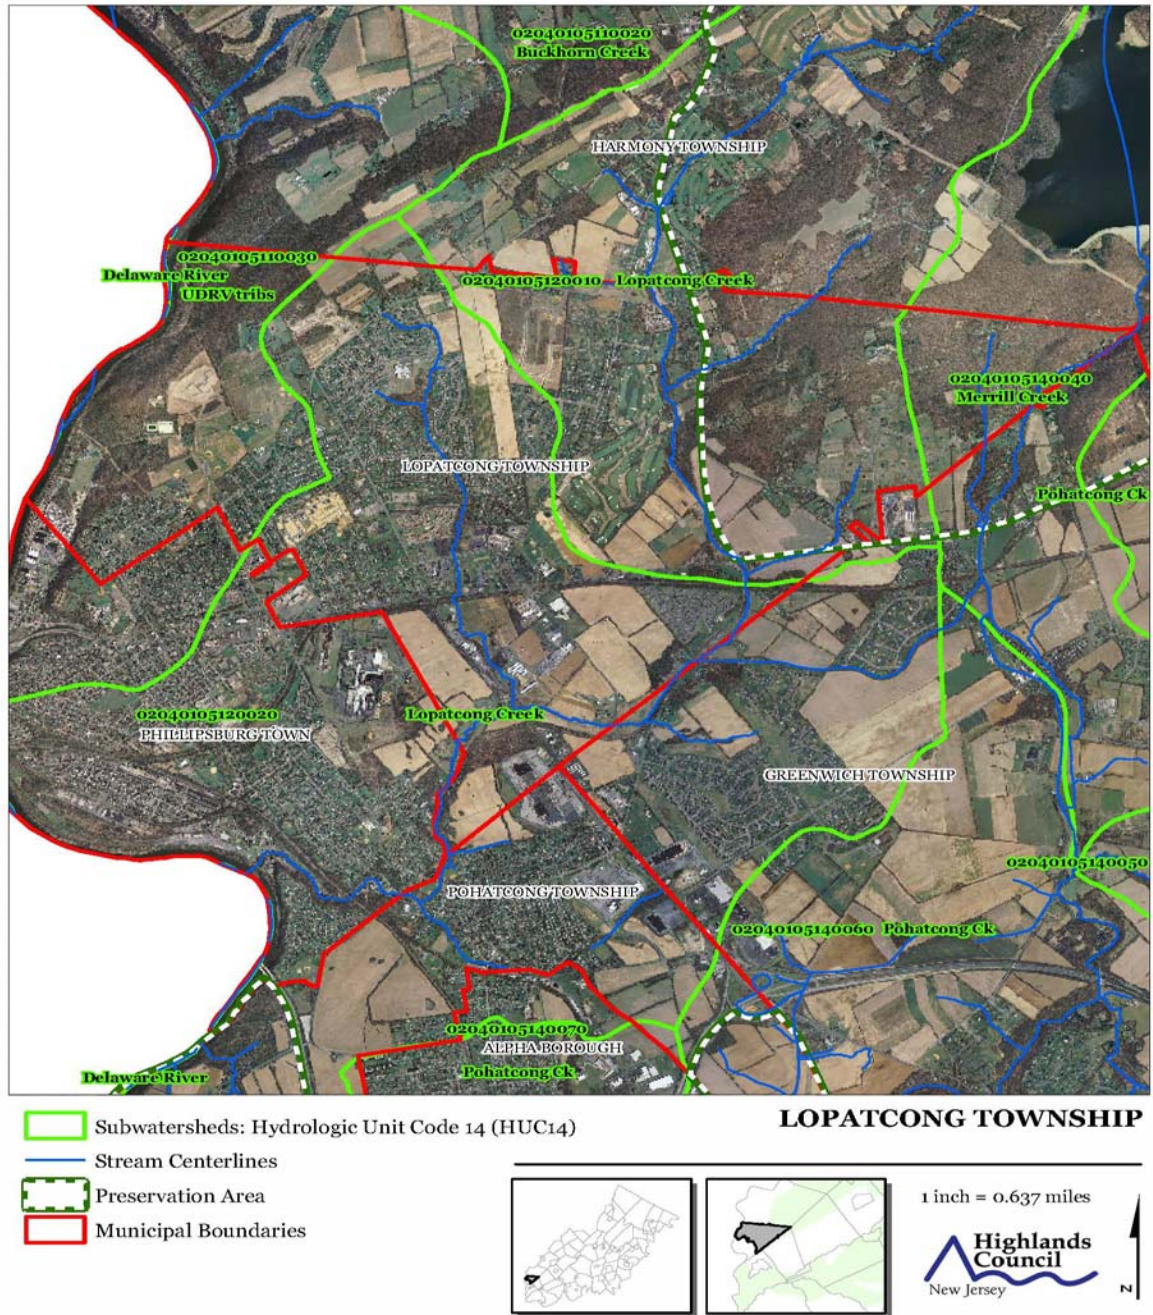 02040105110020
Buckhorn Creek
HARMONY TOWNSHIP
02040105110030
Delaware River
UDRV tribs
02040105120010 Lopatcong Creek
02040105140040
Merrill Creek
LOPATCONG TOWNSHIP
Pohatcong Ck
02040105120020
Lopatcong Creek
PHILLIPSBURG TOWN
GREENWICH TOWNSHIP
02040105140050
POHATCONG TOWNSHIP
02040105140060 Pohatcong Ck
02040105140070
ALPHA BOROUGH
Pohatcong Ck
Delaware River
LOPATCONG TOWNSHIP
Subwatersheds: Hydrologic Unit Code 14 (HUC14)
Stream Centerlines
Preservation Area
Municipal Boundaries
1 inch = 0.637 miles
Highlands
Council
New Jersey
N